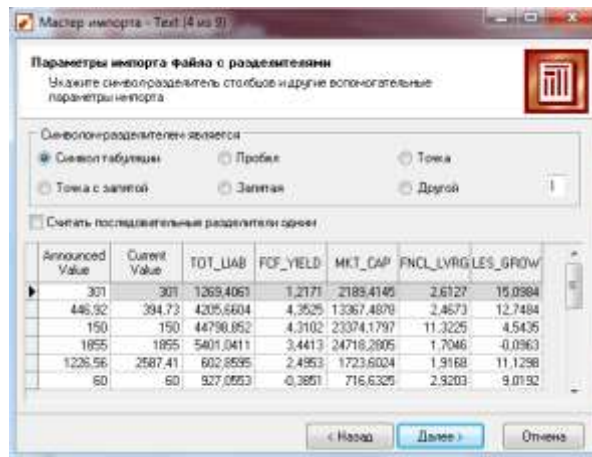 Мастер импорта - Text (4 из 9)
Параметры импорта файла с разделителями
Укажите символ-разделитель столбцов и другие вспомогательные
параметры импорта
Символом-разделителем является
Символ табуляции Пробел Точка
Точка с запятой Запятая Другой
Считать последовательные разделители одним
Announced Value Current Value TOT_LIAB FCF_YIELD MKT_CAP FNCL_LVRG LES_GROW
301 301 1269,4061 1,2171 2189,4145 2,6127 15,0984
446,92 394,73 4205,6604 4,3525 13367,4878 2,4673 12,7484
150 150 44798,852 4,3102 23374,1797 11,3225 4,5435
1855 1855 5401,0411 3,4413 24718,2805 1,7046 -0,0963
1226,56 2587,41 602,8595 2,4953 1723,6024 1,9168 11,1298
60 60 927,0553 -0,3851 716,6325 2,9203 9,0192
< Назад Далее > Отмена